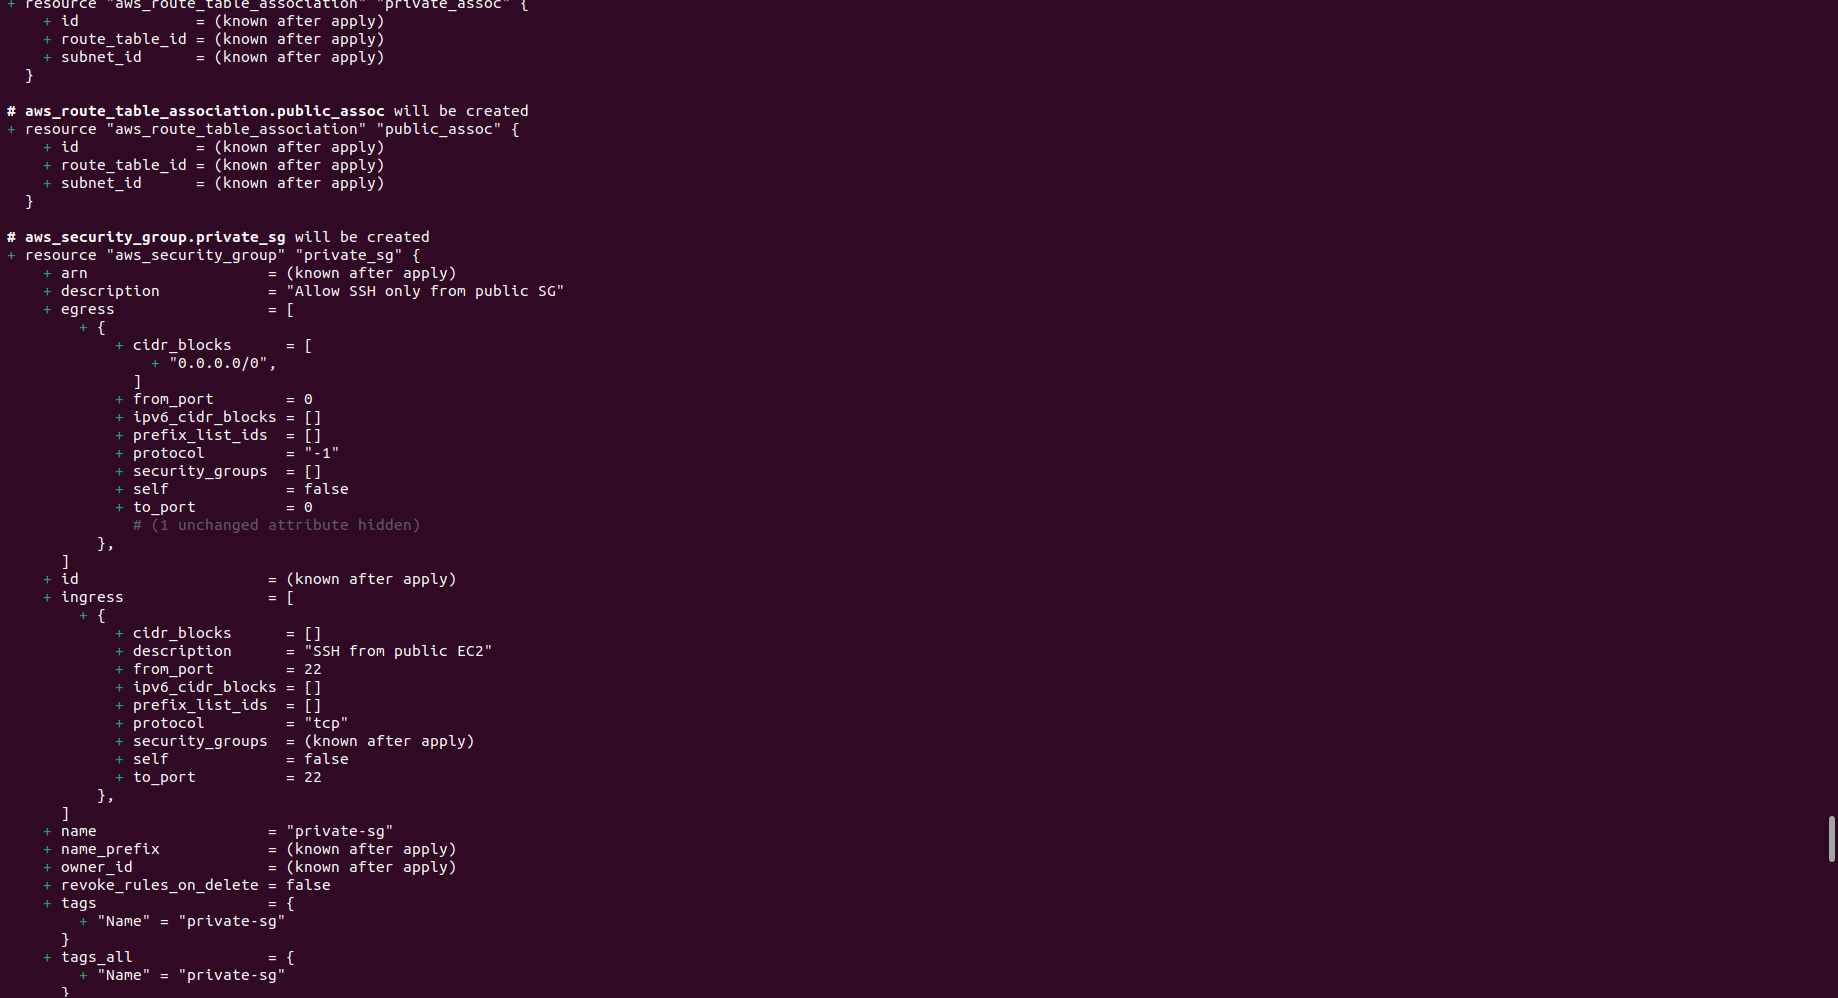 + resource "aws_route_table_association" "private_assoc" {
    + id             = (known after apply)
    + route_table_id = (known after apply)
    + subnet_id      = (known after apply)
  }

# aws_route_table_association.public_assoc will be created
+ resource "aws_route_table_association" "public_assoc" {
    + id             = (known after apply)
    + route_table_id = (known after apply)
    + subnet_id      = (known after apply)
  }

# aws_security_group.private_sg will be created
+ resource "aws_security_group" "private_sg" {
    + arn                    = (known after apply)
    + description            = "Allow SSH only from public SG"
    + egress                 = [
        + {
            + cidr_blocks      = [
                + "0.0.0.0/0",
              ]
            + from_port        = 0
            + ipv6_cidr_blocks = []
            + prefix_list_ids  = []
            + protocol         = "-1"
            + security_groups  = []
            + self             = false
            + to_port          = 0
              # (1 unchanged attribute hidden)
          },
      ]
    + id                     = (known after apply)
    + ingress                = [
        + {
            + cidr_blocks      = []
            + description      = "SSH from public EC2"
            + from_port        = 22
            + ipv6_cidr_blocks = []
            + prefix_list_ids  = []
            + protocol         = "tcp"
            + security_groups  = (known after apply)
            + self             = false
            + to_port          = 22
          },
      ]
    + name                   = "private-sg"
    + name_prefix            = (known after apply)
    + owner_id               = (known after apply)
    + revoke_rules_on_delete = false
    + tags                   = {
        + "Name" = "private-sg"
      }
    + tags_all               = {
        + "Name" = "private-sg"
      }